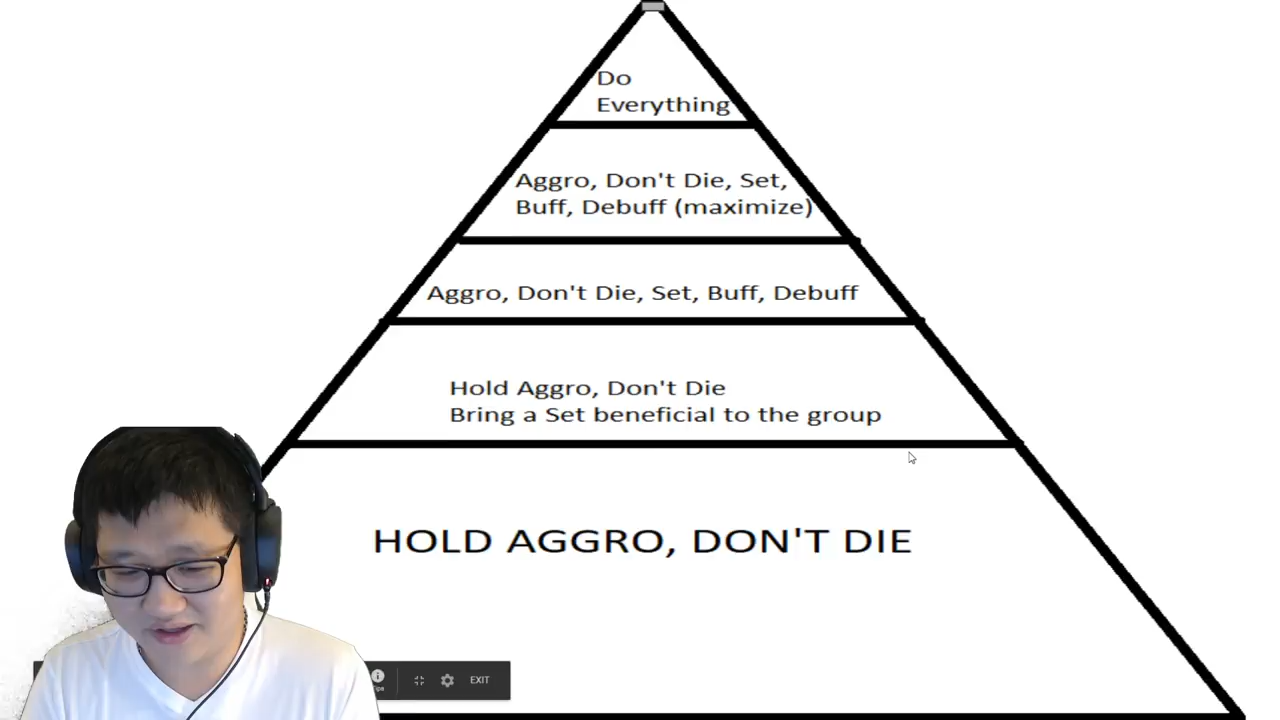 Do
Everything
Aggro, Don't Die, Set,
Buff, Debuff (maximize)
Aggro, Don't Die, Set, Buff, Debuff
Hold Aggro, Don't Die
Bring a Set beneficial to the group
HOLD AGGRO, DON'T DIE
EXIT